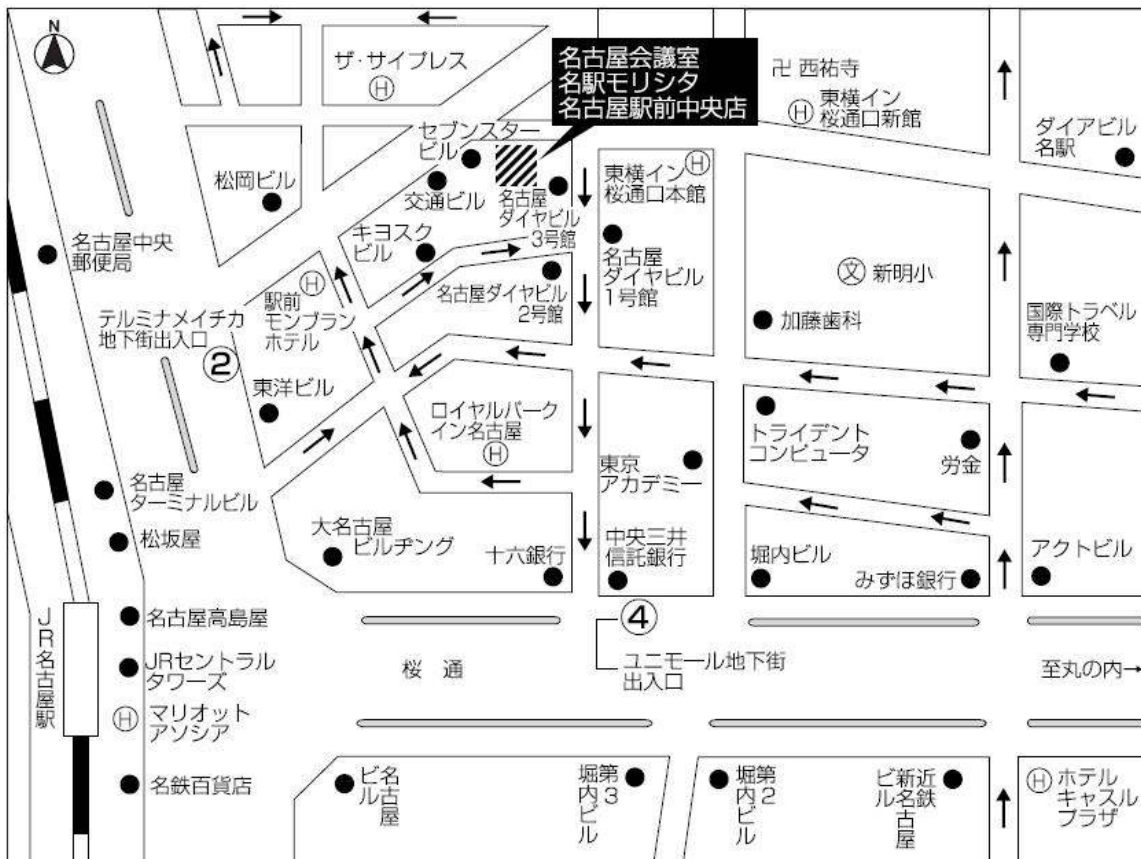 N
ザ・サイプレス
H
名古屋会議室
名駅モリシタ
名古屋駅前中央店
卍 西祐寺
H 東横イン
桜通口新館
ダイアビル
名駅
セブンスター
ビル
松岡ビル
交通ビル
名古屋
ダイヤビル
3号館
東横イン H
桜通口本館
キヨスク
ビル
名古屋中央
郵便局
名古屋
ダイヤビル
1号館
文 新明小
H
駅前
モンブラン
ホテル
名古屋ダイヤビル
2号館
テルミナメイチカ
地下街出入口
②
加藤歯科
国際トラベル
専門学校
東洋ビル
ロイヤルパーク
イン名古屋
H
トライデント
コンピュータ
労金
東京
アカデミー
名古屋
ターミナルビル
松坂屋
大名古屋
ビルヂング
十六銀行
中央三井
信託銀行
堀内ビル
みずほ銀行
アクトビル
JR名古屋駅
名古屋高島屋
④
JRセントラル
タワーズ
桜 通
ユニモール地下街
出入口
至丸の内→
H マリオット
アソシア
名鉄百貨店
名古屋
ビル
第3
堀内ビル
第2
堀内ビル
近鉄
新名古屋
ビル
H ホテル
キャッスル
プラザ